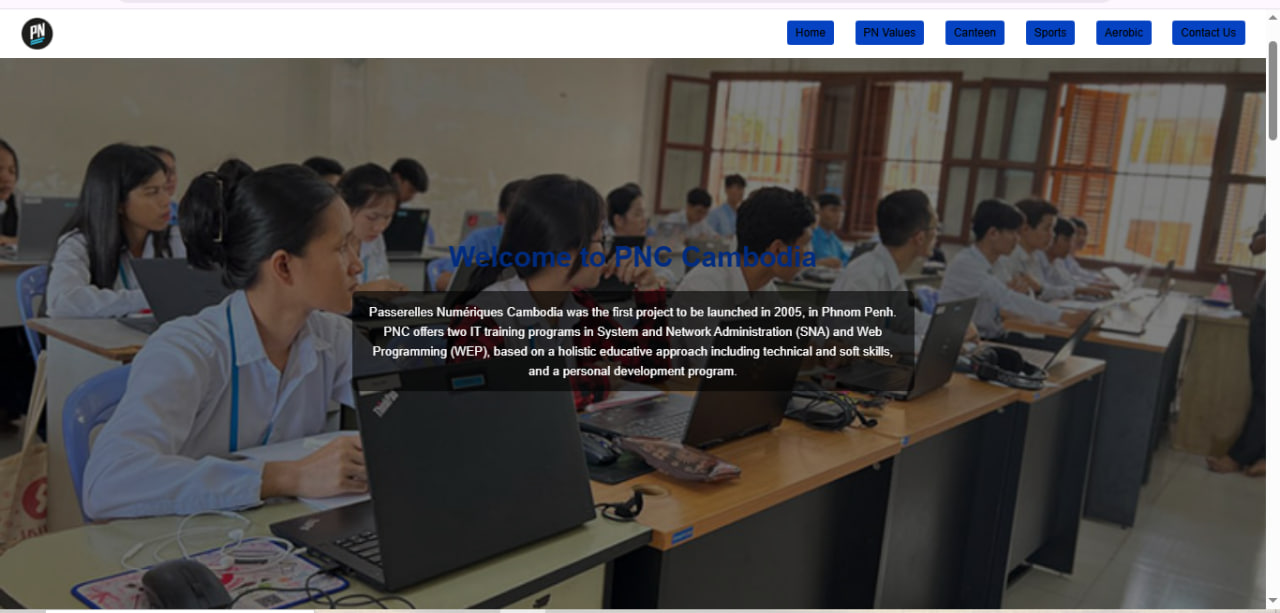 PN
Home PN Values Canteen Sports Aerobic Contact Us
Welcome to PNC Cambodia
Passerelles Numériques Cambodia was the first project to be launched in 2005, in Phnom Penh.
PNC offers two IT training programs in System and Network Administration (SNA) and Web
Programming (WEP), based on a holistic educative approach including technical and soft skills,
and a personal development program.
ThinkPad